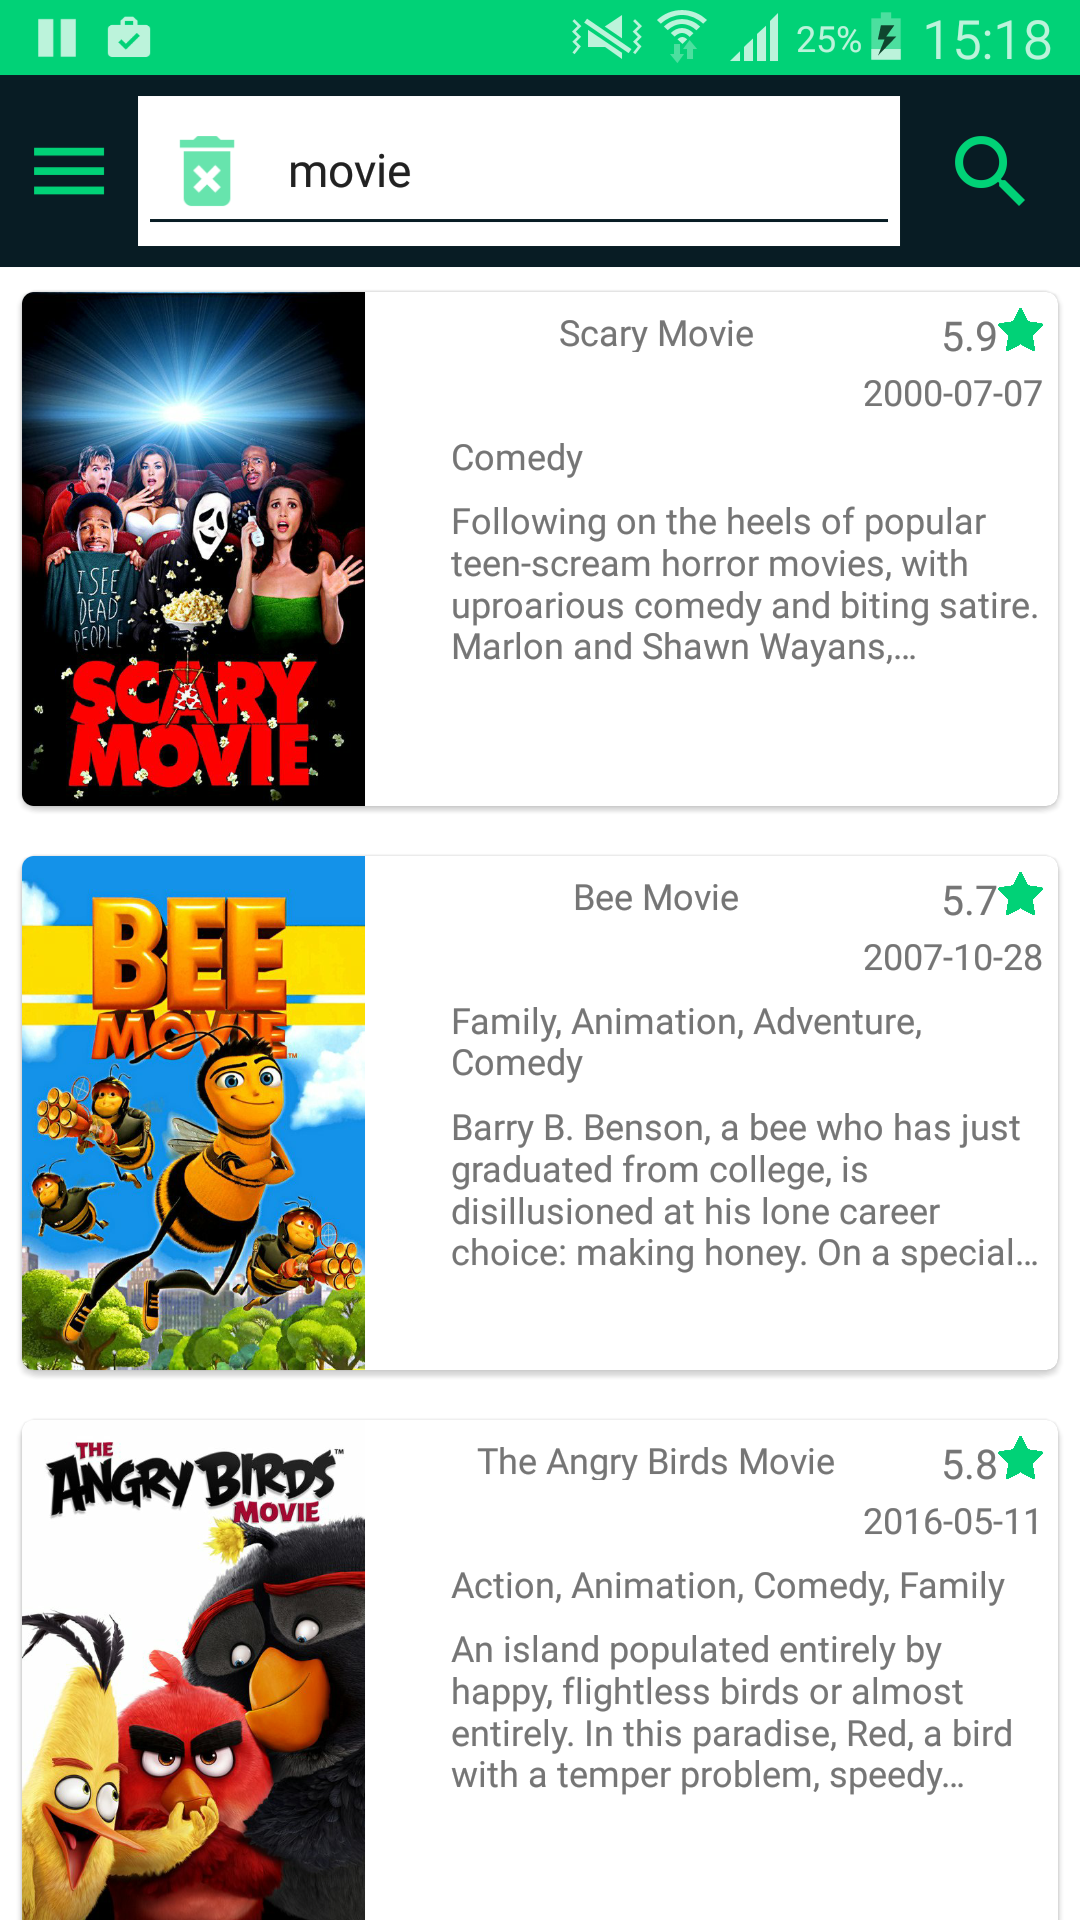 25% 15:18
movie
Scary Movie 5.9
2000-07-07
Comedy
Following on the heels of popular
teen-scream horror movies, with
uproarious comedy and biting satire.
Marlon and Shawn Wayans,...
I SEE
DEAD
PEOPLE
SCARY
MOVIE
Bee Movie 5.7
2007-10-28
Family, Animation, Adventure,
Comedy
Barry B. Benson, a bee who has just
graduated from college, is
disillusioned at his lone career
choice: making honey. On a special...
BEE
MOVIE™
The Angry Birds Movie 5.8
2016-05-11
Action, Animation, Comedy, Family
An island populated entirely by
happy, flightless birds or almost
entirely. In this paradise, Red, a bird
with a temper problem, speedy...
THE
ANGRY BIRDS™
MOVIE